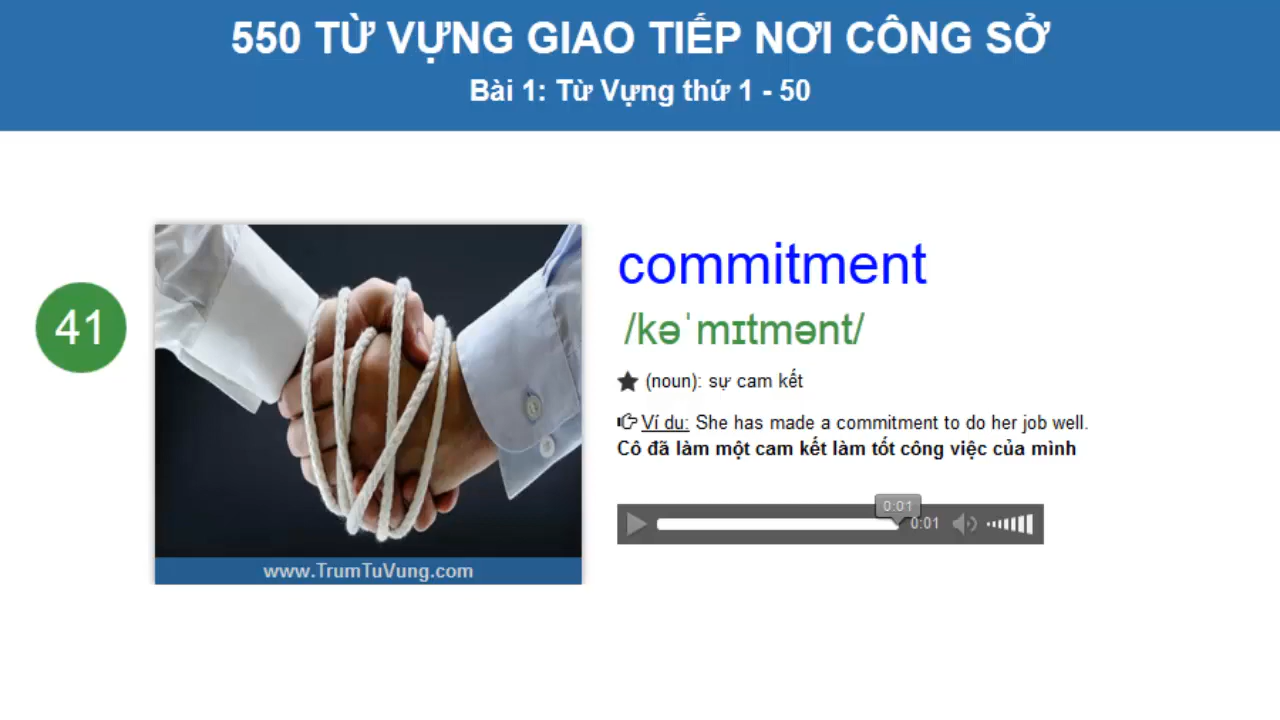 550 TỪ VỰNG GIAO TIẾP NƠI CÔNG SỞ
Bài 1: Từ Vựng thứ 1 - 50
41
commitment
/kəˈmɪtmənt/
(noun): sự cam kết
Ví du: She has made a commitment to do her job well.
Cô đã làm một cam kết làm tốt công việc của mình
0:01
0:01
www.TrumTuVung.com